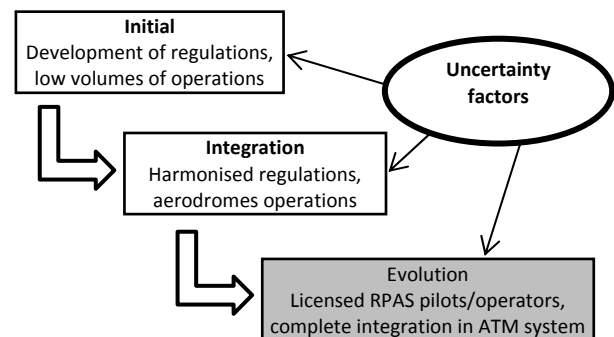 Initial
Development of regulations,
low volumes of operations
Uncertainty
factors
Integration
Harmonised regulations,
aerodromes operations
Evolution
Licensed RPAS pilots/operators,
complete integration in ATM system